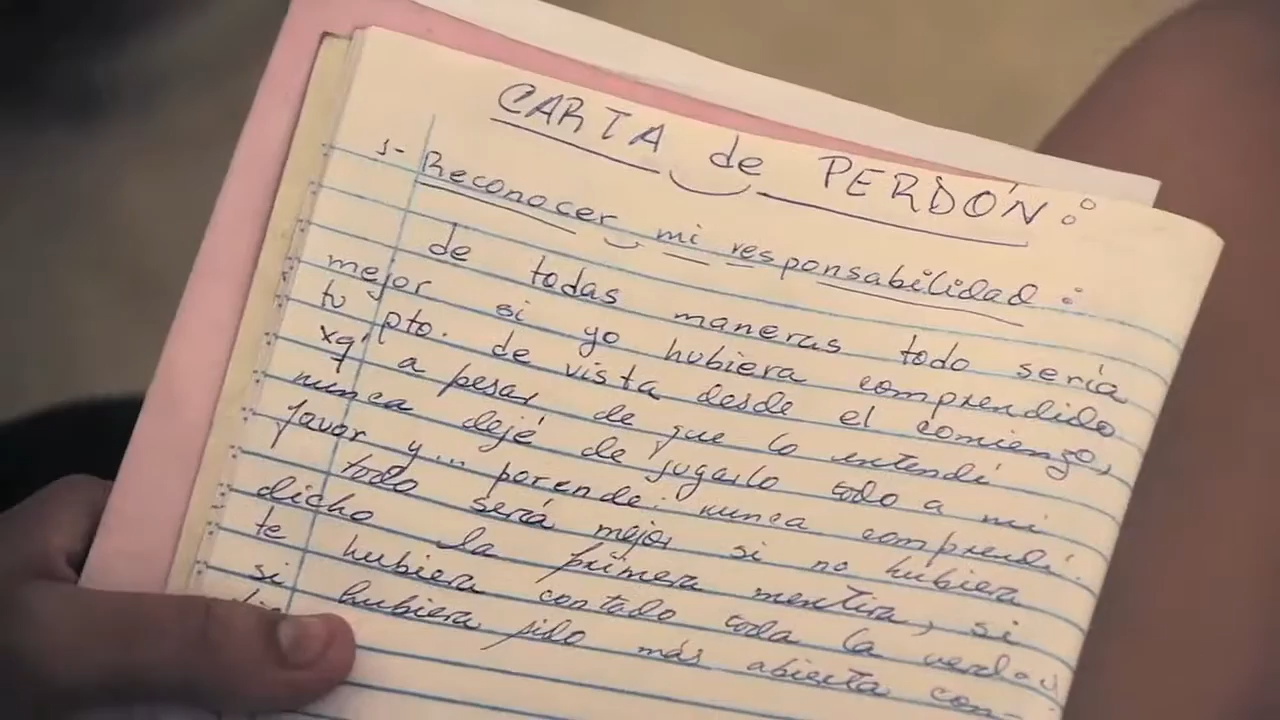 CARTA de PERDÓN:
1- Reconocer mi responsabilidad:
de todas maneras todo sería
mejor si yo hubiera comprendido
tu pto. de vista desde el comienzo,
xq' a pesar de que lo entendí
nunca dejé de jugarlo todo a mi
favor y... porende: nunca comprendí.
todo será mejor si no hubiera
dicho la primera mentira, si
te hubiera contado toda la verdad
si hubiera sido más abierta con-